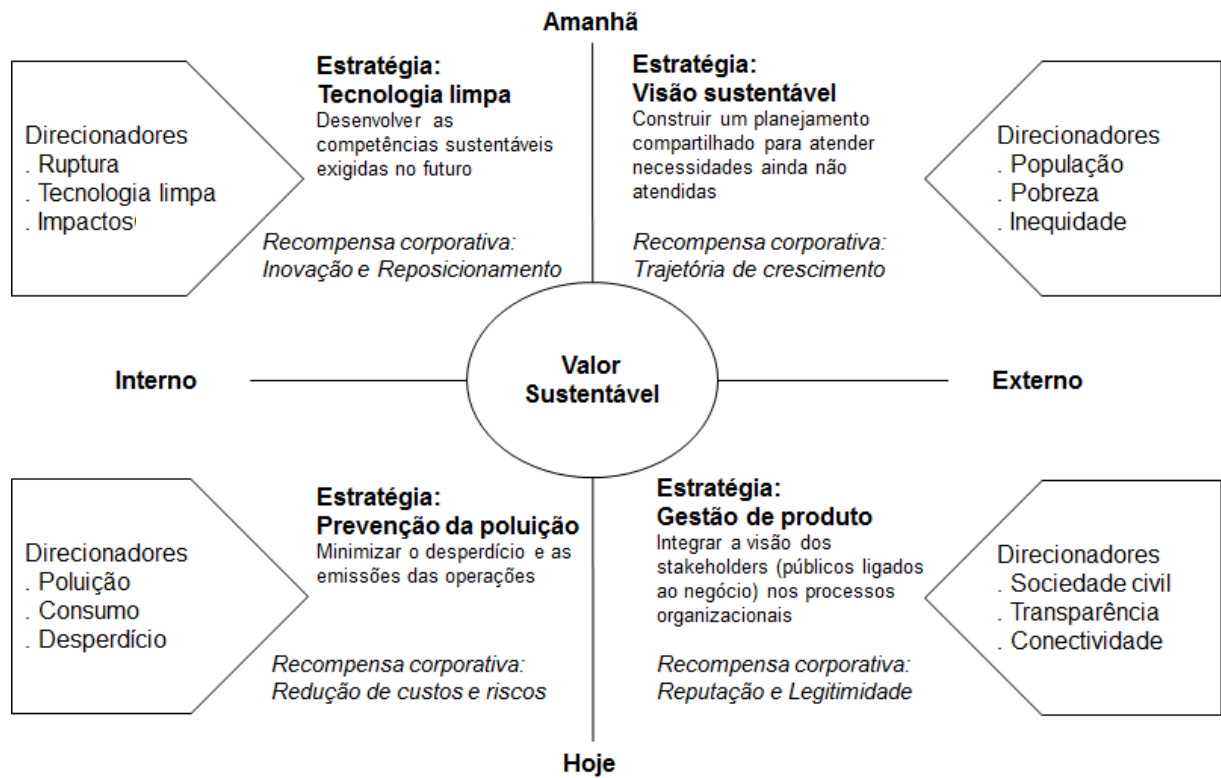 Amanhã
Direcionadores
. Ruptura
. Tecnologia limpa
. Impactos
Estratégia:
Tecnologia limpa
Desenvolver as
competências sustentáveis
exigidas no futuro
Recompensa corporativa:
Inovação e Reposicionamento
Estratégia:
Visão sustentável
Construir um planejamento
compartilhado para atender
necessidades ainda não
atendidas
Recompensa corporativa:
Trajetória de crescimento
Direcionadores
. População
. Pobreza
. Inequidade
Interno
Valor
Sustentável
Externo
Direcionadores
. Poluição
. Consumo
. Desperdício
Estratégia:
Prevenção da poluição
Minimizar o desperdício e as
emissões das operações
Recompensa corporativa:
Redução de custos e riscos
Estratégia:
Gestão de produto
Integrar a visão dos
stakeholders (públicos ligados
ao negócio) nos processos
organizacionais
Recompensa corporativa:
Reputação e Legitimidade
Direcionadores
. Sociedade civil
. Transparência
. Conectividade
Hoje